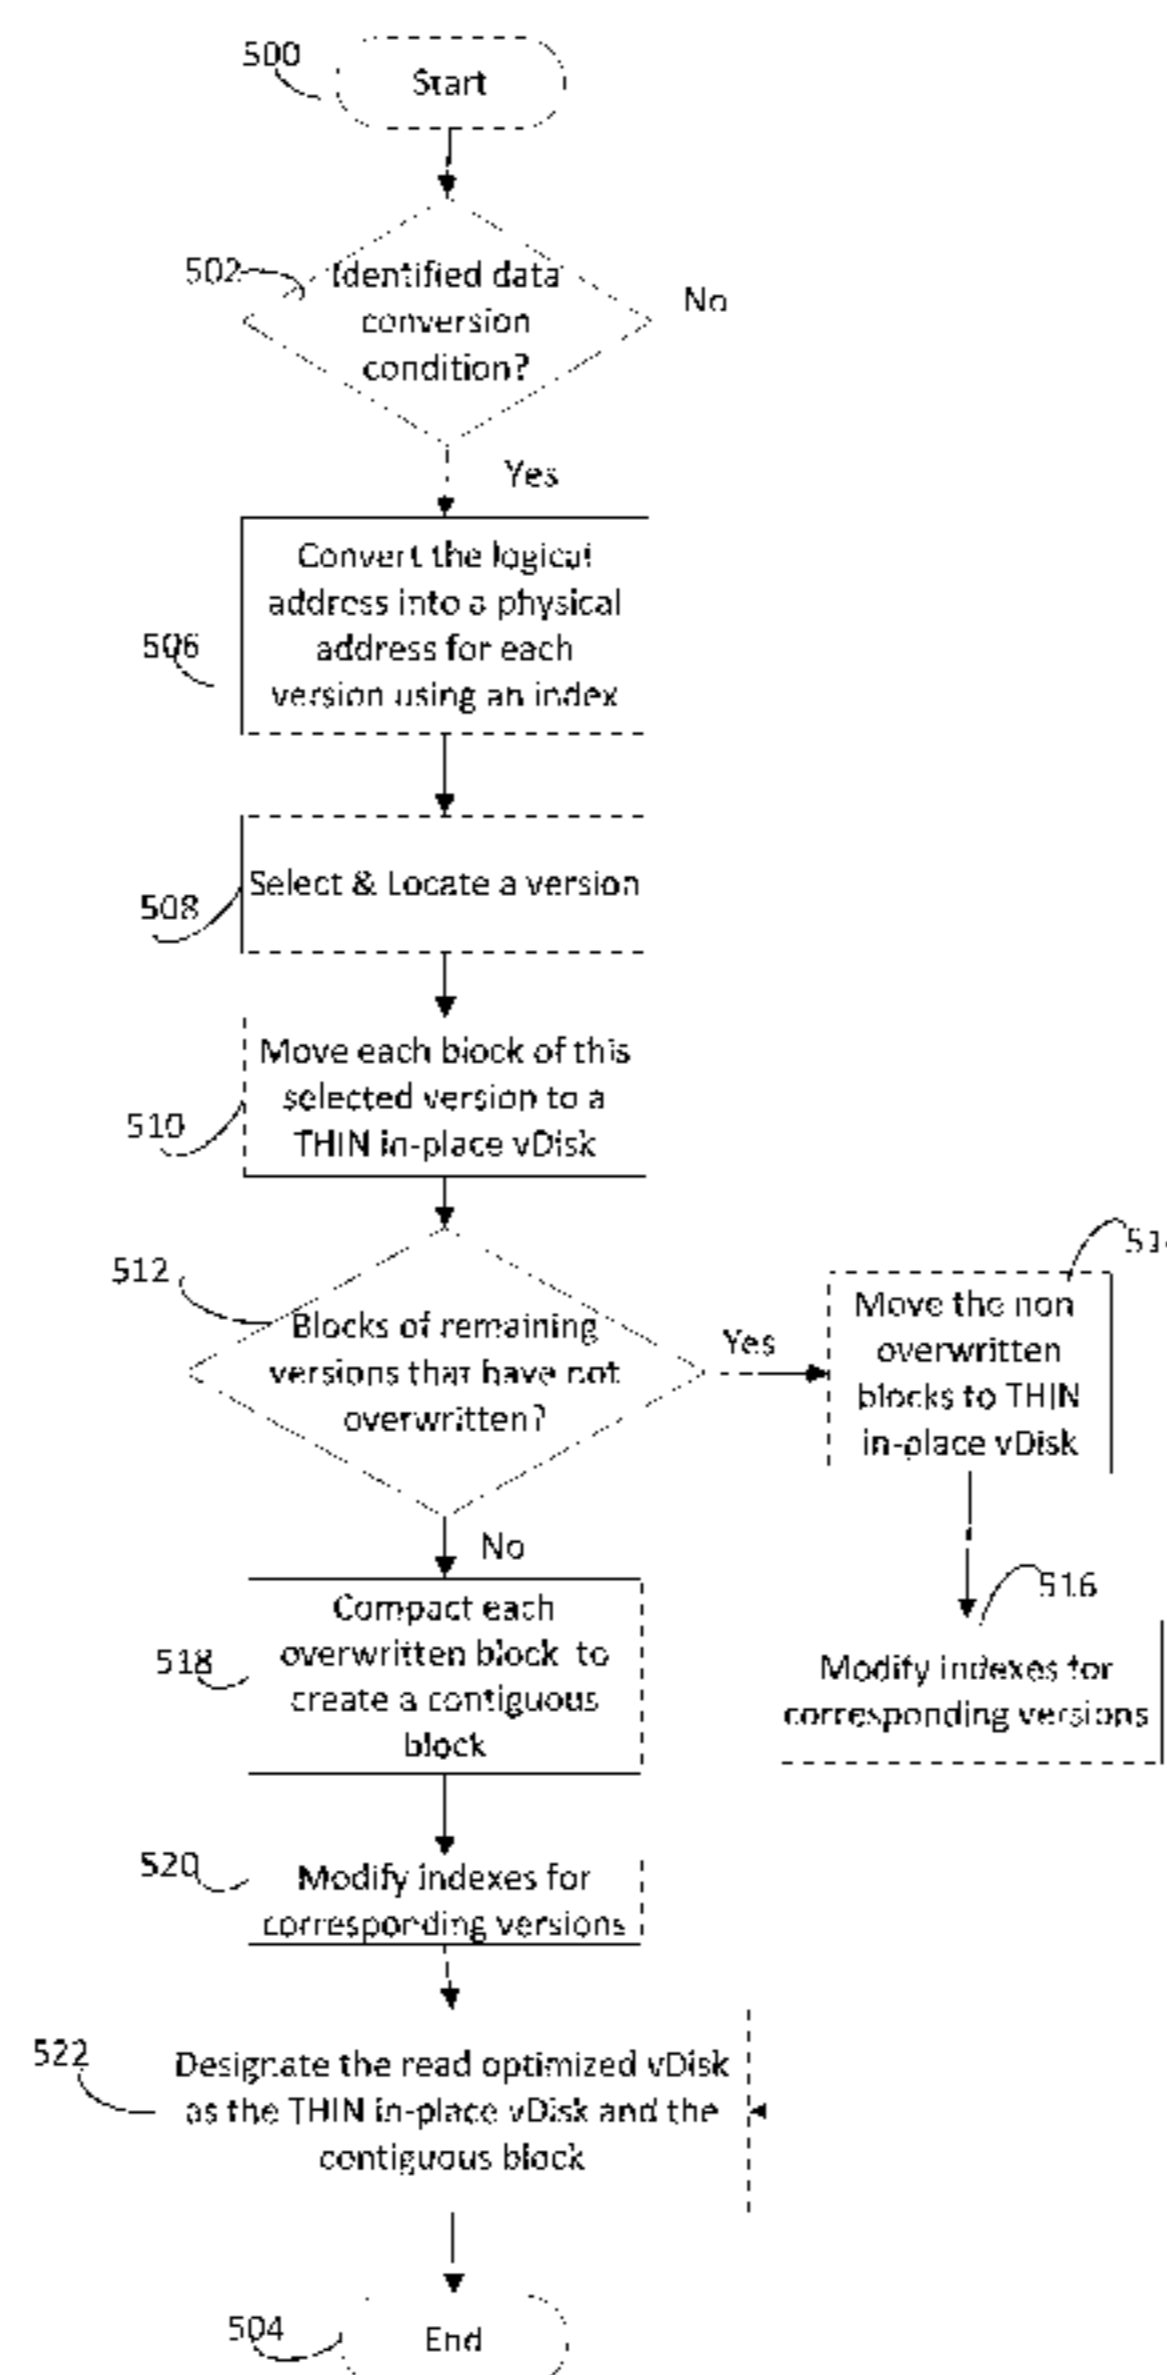 500
Start
502
Identified data
conversion
condition?
No
Yes
Convert the logical
address into a physical
address for each
version using an index
506
Select & Locate a version
508
Move each block of this
selected version to a
THIN in-place vDisk
510
512
Blocks of remaining
versions that have not
overwritten?
Yes
Move the non
overwritten
blocks to THIN
in-place vDisk
No
516
Modify indexes for
corresponding versions
Compact each
overwritten block to
create a contiguous
block
518
520
Modify indexes for
corresponding versions
522
Designate the read optimized vDisk
as the THIN in-place vDisk and the
contiguous block
504
End